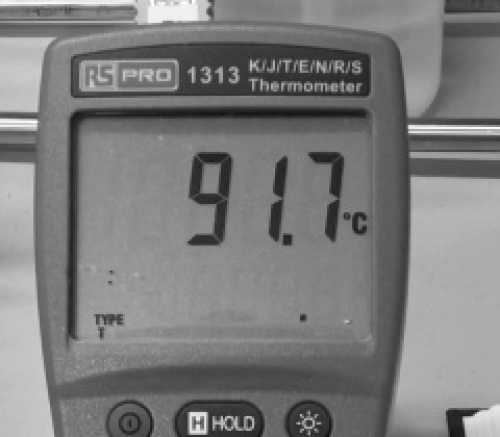 RS PRO 1313 K/J/T/E/N/R/S
Thermometer
91.7 °C
TYPE
T
H HOLD